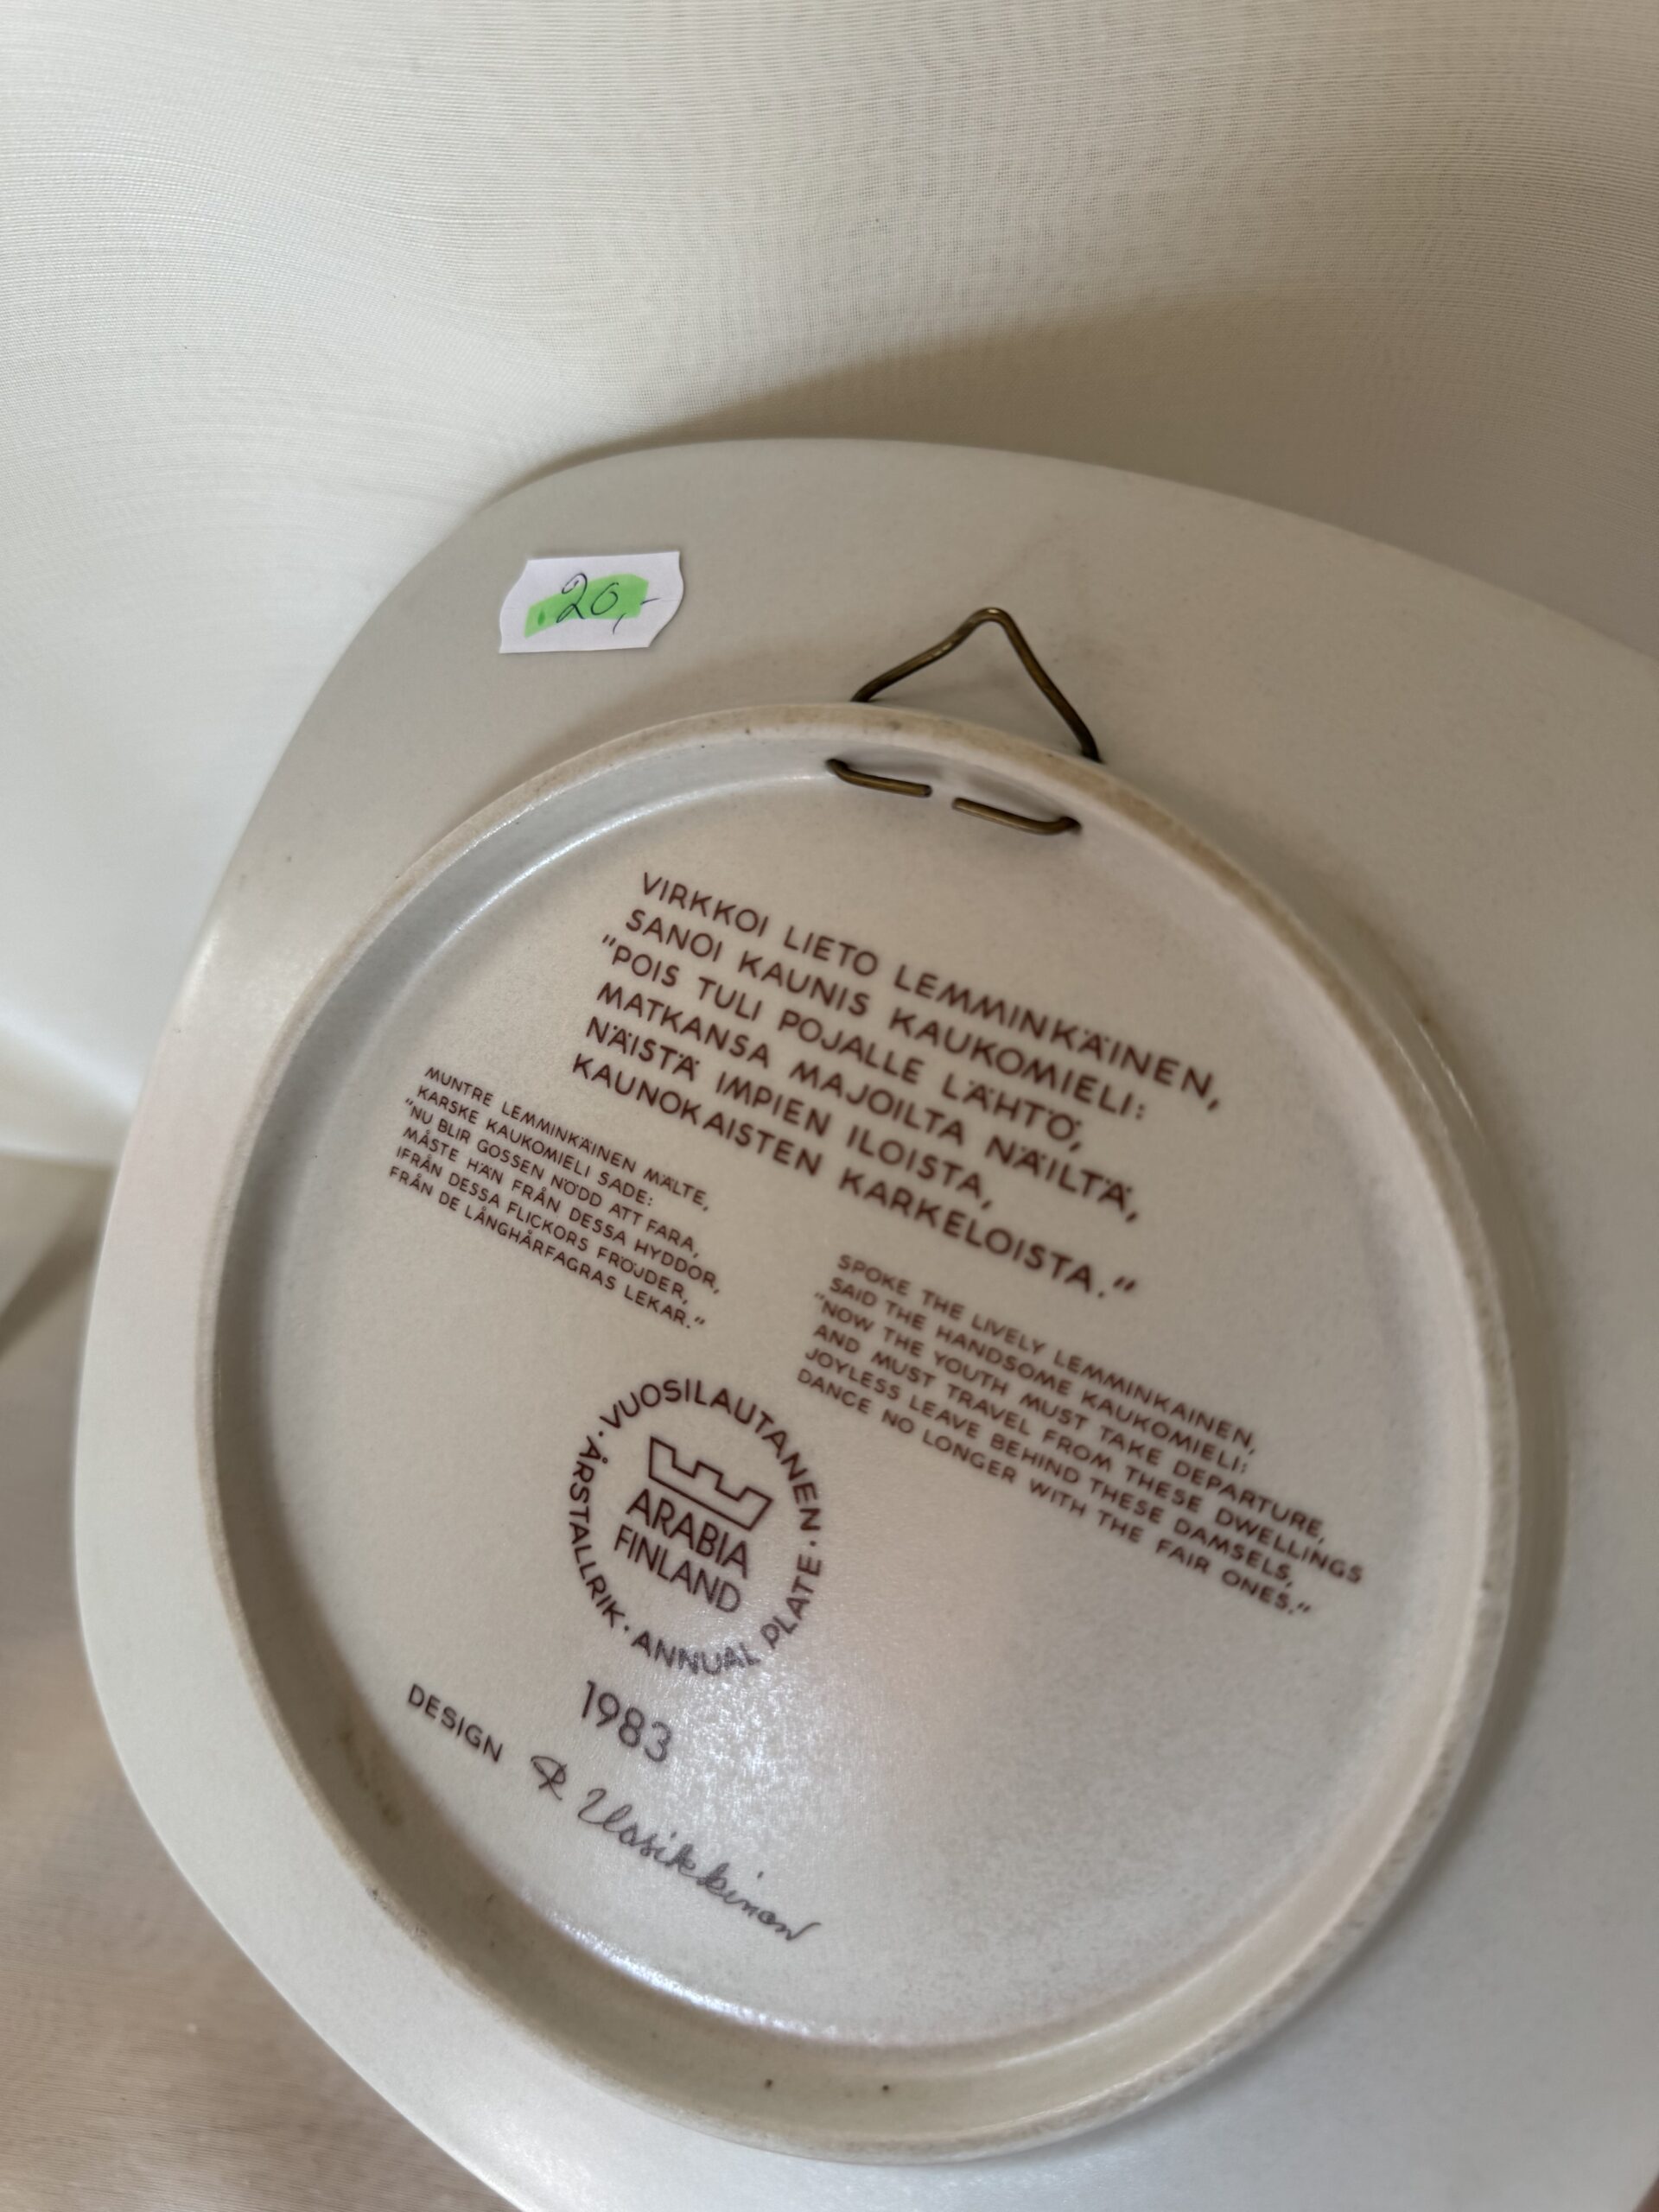 20,-
VIRKKOI LIETO LEMMINKÄINEN,
SANOI KAUNIS KAUKOMIELI:
"POIS TULI POJALLE LÄHTÖ,
MATKANSA MAJOILTA NÄILTÄ,
NÄISTÄ IMPIEN ILOISTA,
KAUNOKAISTEN KARKELOISTA."
MUNTRE LEMMINKÄINEN MÄLTE,
KARSKE KAUKOMIELI SADE:
"NU BLIR GOSSEN NÖDD ATT FARA,
MÅSTE HÄN FRÅN DESSA HYDDOR,
IFRÅN DESSA FLICKORS FRÖJDER,
FRÅN DE LÅNGHÅRFAGRAS LEKAR."
SPOKE THE LIVELY LEMMINKAINEN,
SAID THE HANDSOME KAUKOMIELI:
"NOW THE YOUTH MUST TAKE DEPARTURE,
AND MUST TRAVEL FROM THESE DWELLINGS
JOYLESS LEAVE BEHIND THESE DAMSELS,
DANCE NO LONGER WITH THE FAIR ONES."
VUOSILAUTANEN · ANNUAL PLATE · ÅRSTALLRIK ·
ARABIA
FINLAND
1983
DESIGN R Uosikkinen